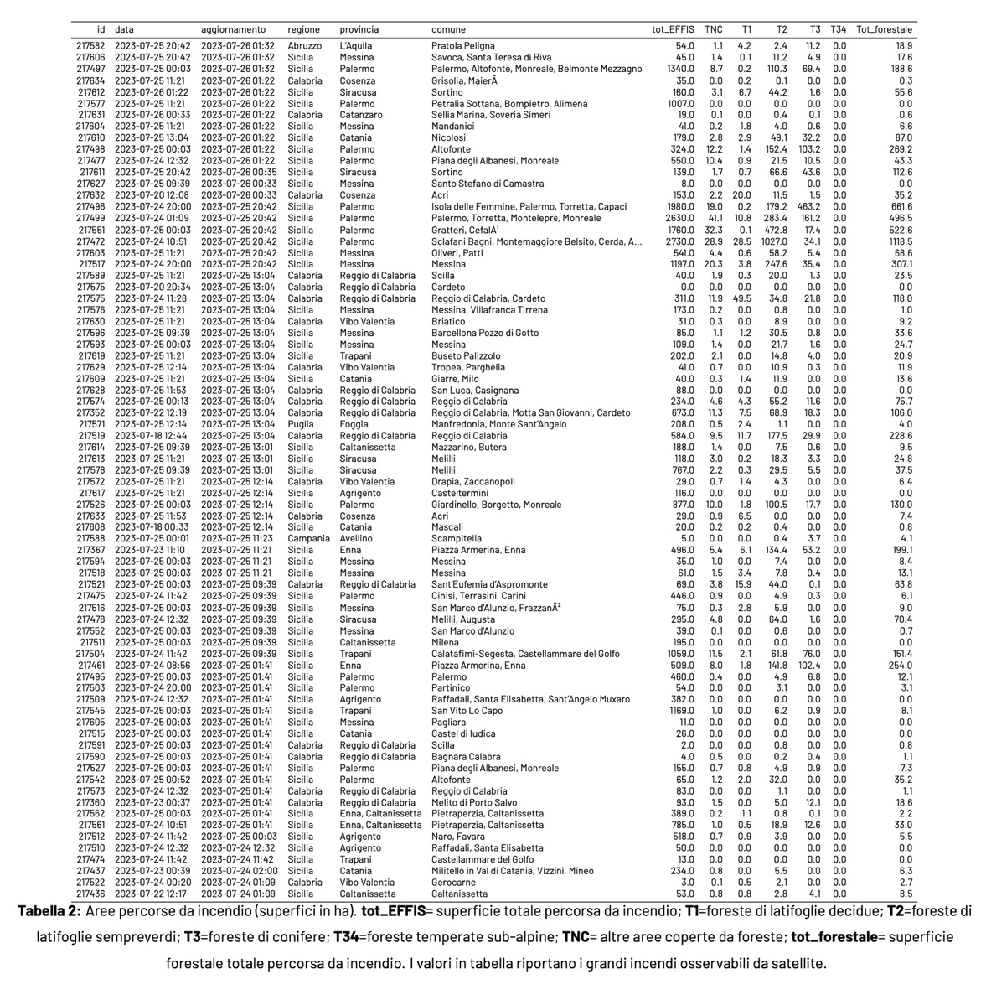 id data aggiornamento regione provincia comune tot_EFFIS TNC T1 T2 T3 T34 Tot_forestale
217582 2023-07-25 20:42 2023-07-26 01:32 Abruzzo L'Aquila Pratola Peligna 54.0 1.1 4.2 2.4 11.2 0.0 18.9
217606 2023-07-25 20:42 2023-07-26 01:32 Sicilia Messina Savoca, Santa Teresa di Riva 45.0 1.4 0.1 11.2 4.9 0.0 17.6
217497 2023-07-25 00:03 2023-07-26 01:32 Sicilia Palermo Palermo, Altofonte, Monreale, Belmonte Mezzagno 1340.0 8.7 0.2 110.3 69.4 0.0 188.6
217634 2023-07-25 11:21 2023-07-26 01:22 Calabria Cosenza Grisolia, MaierÃ 35.0 0.0 0.2 0.1 0.0 0.0 0.3
217612 2023-07-26 01:22 2023-07-26 01:22 Sicilia Siracusa Sortino 160.0 3.1 6.7 44.2 1.6 0.0 55.6
217577 2023-07-25 11:21 2023-07-26 01:22 Sicilia Palermo Petralia Sottana, Bompietro, Alimena 1007.0 0.0 0.0 0.0 0.0 0.0 0.0
217631 2023-07-26 00:33 2023-07-26 01:22 Calabria Catanzaro Sellia Marina, Soveria Simeri 19.0 0.1 0.0 0.4 0.1 0.0 0.6
217604 2023-07-25 11:21 2023-07-26 01:22 Sicilia Messina Mandanici 41.0 0.2 1.8 4.0 0.6 0.0 6.6
217610 2023-07-25 13:04 2023-07-26 01:22 Sicilia Catania Nicolosi 179.0 2.8 2.9 49.1 32.2 0.0 87.0
217498 2023-07-25 00:03 2023-07-26 01:22 Sicilia Palermo Altofonte 324.0 12.2 1.4 152.4 103.2 0.0 269.2
217477 2023-07-24 12:32 2023-07-26 01:22 Sicilia Palermo Piana degli Albanesi, Monreale 550.0 10.4 0.9 21.5 10.5 0.0 43.3
217611 2023-07-25 20:42 2023-07-26 00:35 Sicilia Siracusa Sortino 139.0 1.7 0.7 66.6 43.6 0.0 112.6
217627 2023-07-25 09:39 2023-07-26 00:33 Sicilia Messina Santo Stefano di Camastra 8.0 0.0 0.0 0.0 0.0 0.0 0.0
217632 2023-07-20 12:08 2023-07-26 00:33 Calabria Cosenza Acri 153.0 2.2 20.0 11.5 1.5 0.0 35.2
217496 2023-07-24 20:00 2023-07-25 20:42 Sicilia Palermo Isola delle Femmine, Palermo, Torretta, Capaci 1980.0 19.0 0.2 179.2 463.2 0.0 661.6
217499 2023-07-24 01:09 2023-07-25 20:42 Sicilia Palermo Palermo, Torretta, Montelepre, Monreale 2630.0 41.1 10.8 283.4 161.2 0.0 496.5
217551 2023-07-25 00:03 2023-07-25 20:42 Sicilia Palermo Gratteri, CefalÃ¹ 1760.0 32.3 0.1 472.8 17.4 0.0 522.6
217472 2023-07-24 10:51 2023-07-25 20:42 Sicilia Palermo Sclafani Bagni, Montemaggiore Belsito, Cerda, A... 2730.0 28.9 28.5 1027.0 34.1 0.0 1118.5
217603 2023-07-25 11:21 2023-07-25 20:42 Sicilia Messina Oliveri, Patti 541.0 4.4 0.6 58.2 5.4 0.0 68.6
217517 2023-07-24 20:00 2023-07-25 20:42 Sicilia Messina Messina 1197.0 20.3 3.8 247.6 35.4 0.0 307.1
217589 2023-07-25 11:21 2023-07-25 13:04 Calabria Reggio di Calabria Scilla 40.0 1.9 0.3 20.0 1.3 0.0 23.5
217575 2023-07-20 20:34 2023-07-25 13:04 Calabria Reggio di Calabria Cardeto 0.0 0.0 0.0 0.0 0.0 0.0 0.0
217575 2023-07-24 11:28 2023-07-25 13:04 Calabria Reggio di Calabria Reggio di Calabria, Cardeto 311.0 11.9 49.5 34.8 21.8 0.0 118.0
217576 2023-07-25 11:21 2023-07-25 13:04 Sicilia Messina Messina, Villafranca Tirrena 173.0 0.2 0.0 0.8 0.0 0.0 1.0
217630 2023-07-25 11:21 2023-07-25 13:04 Calabria Vibo Valentia Briatico 31.0 0.3 0.0 8.9 0.0 0.0 9.2
217596 2023-07-25 09:39 2023-07-25 13:04 Sicilia Messina Barcellona Pozzo di Gotto 85.0 1.1 1.2 30.5 0.8 0.0 33.6
217593 2023-07-25 00:03 2023-07-25 13:04 Sicilia Messina Messina 109.0 1.4 0.0 21.7 1.6 0.0 24.7
217619 2023-07-25 11:21 2023-07-25 13:04 Sicilia Trapani Buseto Palizzolo 202.0 2.1 0.0 14.8 4.0 0.0 20.9
217629 2023-07-25 12:14 2023-07-25 13:04 Calabria Vibo Valentia Tropea, Parghelia 41.0 0.7 0.0 10.9 0.3 0.0 11.9
217609 2023-07-25 11:21 2023-07-25 13:04 Sicilia Catania Giarre, Milo 40.0 0.3 1.4 11.9 0.0 0.0 13.6
217628 2023-07-25 11:53 2023-07-25 13:04 Calabria Reggio di Calabria San Luca, Casignana 88.0 0.0 0.0 0.0 0.0 0.0 0.0
217574 2023-07-25 00:13 2023-07-25 13:04 Calabria Reggio di Calabria Reggio di Calabria 234.0 4.6 4.3 55.2 11.6 0.0 75.7
217352 2023-07-22 12:19 2023-07-25 13:04 Calabria Reggio di Calabria Reggio di Calabria, Motta San Giovanni, Cardeto 673.0 11.3 7.5 68.9 18.3 0.0 106.0
217571 2023-07-25 12:14 2023-07-25 13:04 Puglia Foggia Manfredonia, Monte Sant'Angelo 208.0 0.5 2.4 1.1 0.0 0.0 4.0
217519 2023-07-18 12:44 2023-07-25 13:04 Calabria Reggio di Calabria Reggio di Calabria 584.0 9.5 11.7 177.5 29.9 0.0 228.6
217614 2023-07-25 09:39 2023-07-25 13:01 Sicilia Caltanissetta Mazzarino, Butera 188.0 1.4 0.0 7.5 0.6 0.0 9.5
217613 2023-07-25 11:21 2023-07-25 13:01 Sicilia Siracusa Melilli 118.0 3.0 0.2 18.3 3.3 0.0 24.8
217578 2023-07-25 09:39 2023-07-25 13:01 Sicilia Siracusa Melilli 767.0 2.2 0.3 29.5 5.5 0.0 37.5
217572 2023-07-25 11:21 2023-07-25 12:14 Calabria Vibo Valentia Drapia, Zaccanopoli 29.0 0.7 1.4 4.3 0.0 0.0 6.4
217617 2023-07-25 11:21 2023-07-25 12:14 Sicilia Agrigento Casteltermini 116.0 0.0 0.0 0.0 0.0 0.0 0.0
217526 2023-07-25 00:03 2023-07-25 12:14 Sicilia Palermo Giardinello, Borgetto, Monreale 877.0 10.0 1.8 100.5 17.7 0.0 130.0
217633 2023-07-25 11:53 2023-07-25 12:14 Calabria Cosenza Acri 29.0 0.9 6.5 0.0 0.0 0.0 7.4
217608 2023-07-18 00:33 2023-07-25 12:14 Sicilia Catania Mascali 20.0 0.2 0.2 0.4 0.0 0.0 0.8
217588 2023-07-25 00:01 2023-07-25 11:23 Campania Avellino Scampitella 5.0 0.0 0.0 0.4 3.7 0.0 4.1
217367 2023-07-23 11:10 2023-07-25 11:21 Sicilia Enna Piazza Armerina, Enna 496.0 5.4 6.1 134.4 53.2 0.0 199.1
217594 2023-07-25 00:03 2023-07-25 11:21 Sicilia Messina Messina 35.0 1.0 0.0 7.4 0.0 0.0 8.4
217518 2023-07-25 00:03 2023-07-25 11:21 Sicilia Messina Messina 61.0 1.5 3.4 7.8 0.4 0.0 13.1
217521 2023-07-25 00:03 2023-07-25 09:39 Calabria Reggio di Calabria Sant'Eufemia d'Aspromonte 69.0 3.8 15.9 44.0 0.1 0.0 63.8
217475 2023-07-24 11:42 2023-07-25 09:39 Sicilia Palermo Cinisi, Terrasini, Carini 446.0 0.9 0.0 4.9 0.3 0.0 6.1
217516 2023-07-25 00:03 2023-07-25 09:39 Sicilia Messina San Marco d'Alunzio, FrazzanÃ² 75.0 0.3 2.8 5.9 0.0 0.0 9.0
217478 2023-07-24 12:32 2023-07-25 09:39 Sicilia Siracusa Melilli, Augusta 295.0 4.8 0.0 64.0 1.6 0.0 70.4
217552 2023-07-25 00:03 2023-07-25 09:39 Sicilia Messina San Marco d'Alunzio 39.0 0.1 0.0 0.6 0.0 0.0 0.7
217511 2023-07-25 00:03 2023-07-25 09:39 Sicilia Caltanissetta Milena 195.0 0.0 0.0 0.0 0.0 0.0 0.0
217504 2023-07-24 11:42 2023-07-25 09:39 Sicilia Trapani Calatafimi-Segesta, Castellammare del Golfo 1059.0 11.5 2.1 61.8 76.0 0.0 151.4
217461 2023-07-24 08:56 2023-07-25 01:41 Sicilia Enna Piazza Armerina, Enna 509.0 8.0 1.8 141.8 102.4 0.0 254.0
217495 2023-07-25 00:03 2023-07-25 01:41 Sicilia Palermo Palermo 460.0 0.4 0.0 4.9 6.8 0.0 12.1
217503 2023-07-24 20:00 2023-07-25 01:41 Sicilia Palermo Partinico 54.0 0.0 0.0 3.1 0.0 0.0 3.1
217509 2023-07-24 12:32 2023-07-25 01:41 Sicilia Agrigento Raffadali, Santa Elisabetta, Sant'Angelo Muxaro 382.0 0.0 0.0 0.0 0.0 0.0 0.0
217545 2023-07-25 00:03 2023-07-25 01:41 Sicilia Trapani San Vito Lo Capo 1169.0 1.0 0.0 6.2 0.9 0.0 8.1
217605 2023-07-25 00:03 2023-07-25 01:41 Sicilia Messina Pagliara 11.0 0.0 0.0 0.0 0.0 0.0 0.0
217515 2023-07-25 00:03 2023-07-25 01:41 Sicilia Catania Castel di Iudica 26.0 0.0 0.0 0.0 0.0 0.0 0.0
217591 2023-07-25 00:03 2023-07-25 01:41 Calabria Reggio di Calabria Scilla 2.0 0.0 0.0 0.8 0.0 0.0 0.8
217590 2023-07-25 00:03 2023-07-25 01:41 Calabria Reggio di Calabria Bagnara Calabra 4.0 0.5 0.0 0.2 0.4 0.0 1.1
217527 2023-07-25 00:03 2023-07-25 01:41 Sicilia Palermo Piana degli Albanesi, Monreale 155.0 0.7 0.8 4.9 0.9 0.0 7.3
217542 2023-07-25 00:52 2023-07-25 01:41 Sicilia Palermo Altofonte 65.0 1.2 2.0 32.0 0.0 0.0 35.2
217573 2023-07-24 12:32 2023-07-25 01:41 Calabria Reggio di Calabria Reggio di Calabria 83.0 0.0 0.0 1.1 0.0 0.0 1.1
217360 2023-07-23 00:37 2023-07-25 01:41 Calabria Reggio di Calabria Melito di Porto Salvo 93.0 1.5 0.0 5.0 12.1 0.0 18.6
217562 2023-07-25 00:03 2023-07-25 01:41 Sicilia Enna, Caltanissetta Pietraperzia, Caltanissetta 389.0 0.2 1.1 0.8 0.1 0.0 2.2
217561 2023-07-24 10:51 2023-07-25 01:41 Sicilia Enna, Caltanissetta Pietraperzia, Caltanissetta 785.0 1.0 0.5 18.9 12.6 0.0 33.0
217512 2023-07-24 11:42 2023-07-25 00:03 Sicilia Agrigento Naro, Favara 518.0 0.7 0.9 3.9 0.0 0.0 5.5
217510 2023-07-24 12:32 2023-07-24 12:32 Sicilia Agrigento Raffadali, Santa Elisabetta 50.0 0.0 0.0 0.0 0.0 0.0 0.0
217474 2023-07-24 11:42 2023-07-24 11:42 Sicilia Trapani Castellammare del Golfo 13.0 0.0 0.0 0.0 0.0 0.0 0.0
217437 2023-07-23 00:39 2023-07-24 02:00 Sicilia Catania Militello in Val di Catania, Vizzini, Mineo 234.0 0.8 0.0 5.5 0.0 0.0 6.3
217522 2023-07-24 00:20 2023-07-24 01:09 Calabria Vibo Valentia Gerocarne 3.0 0.1 0.5 2.1 0.0 0.0 2.7
217436 2023-07-22 12:17 2023-07-24 01:09 Sicilia Caltanissetta Caltanissetta 53.0 0.8 0.8 2.8 4.1 0.0 8.5
Tabella 2: Aree percorse da incendio (superfici in ha). tot_EFFIS= superficie totale percorsa da incendio; T1=foreste di latifoglie decidue; T2=foreste di
latifoglie sempreverdi; T3=foreste di conifere; T34=foreste temperate sub-alpine; TNC= altre aree coperte da foreste; tot_forestale= superficie
forestale totale percorsa da incendio. I valori in tabella riportano i grandi incendi osservabili da satellite.